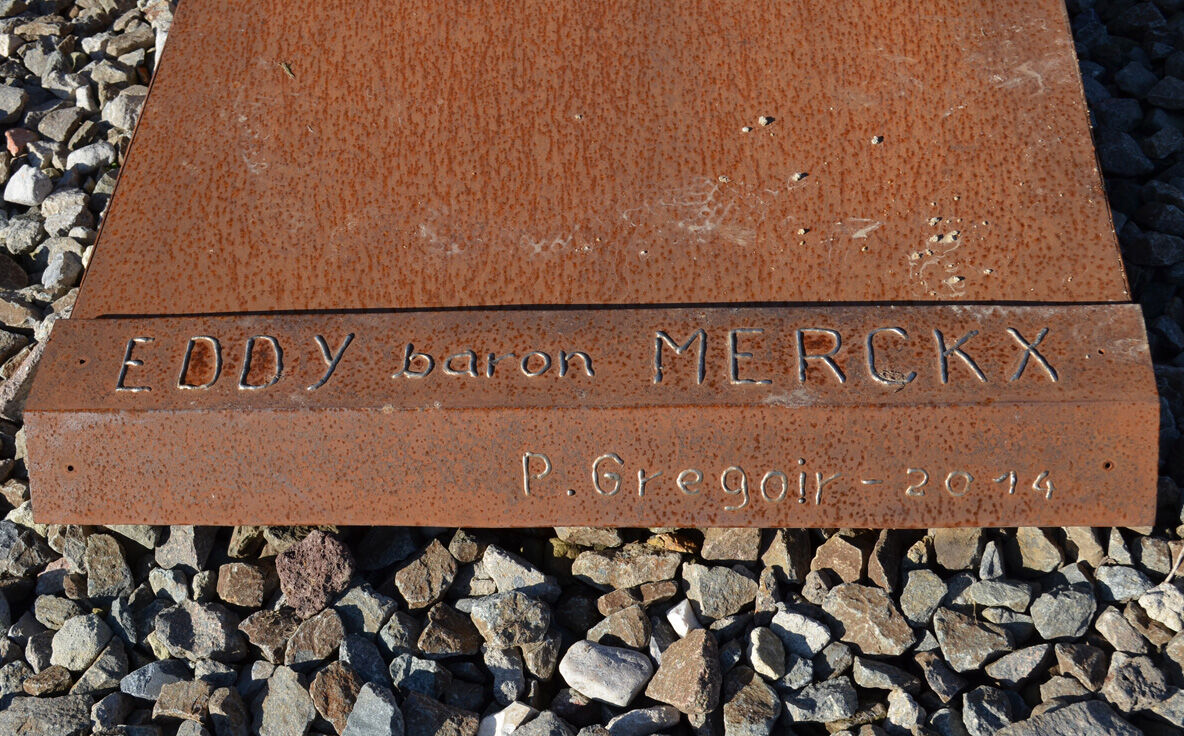 EDDY baron MERCKX
P. Gregoir - 2014